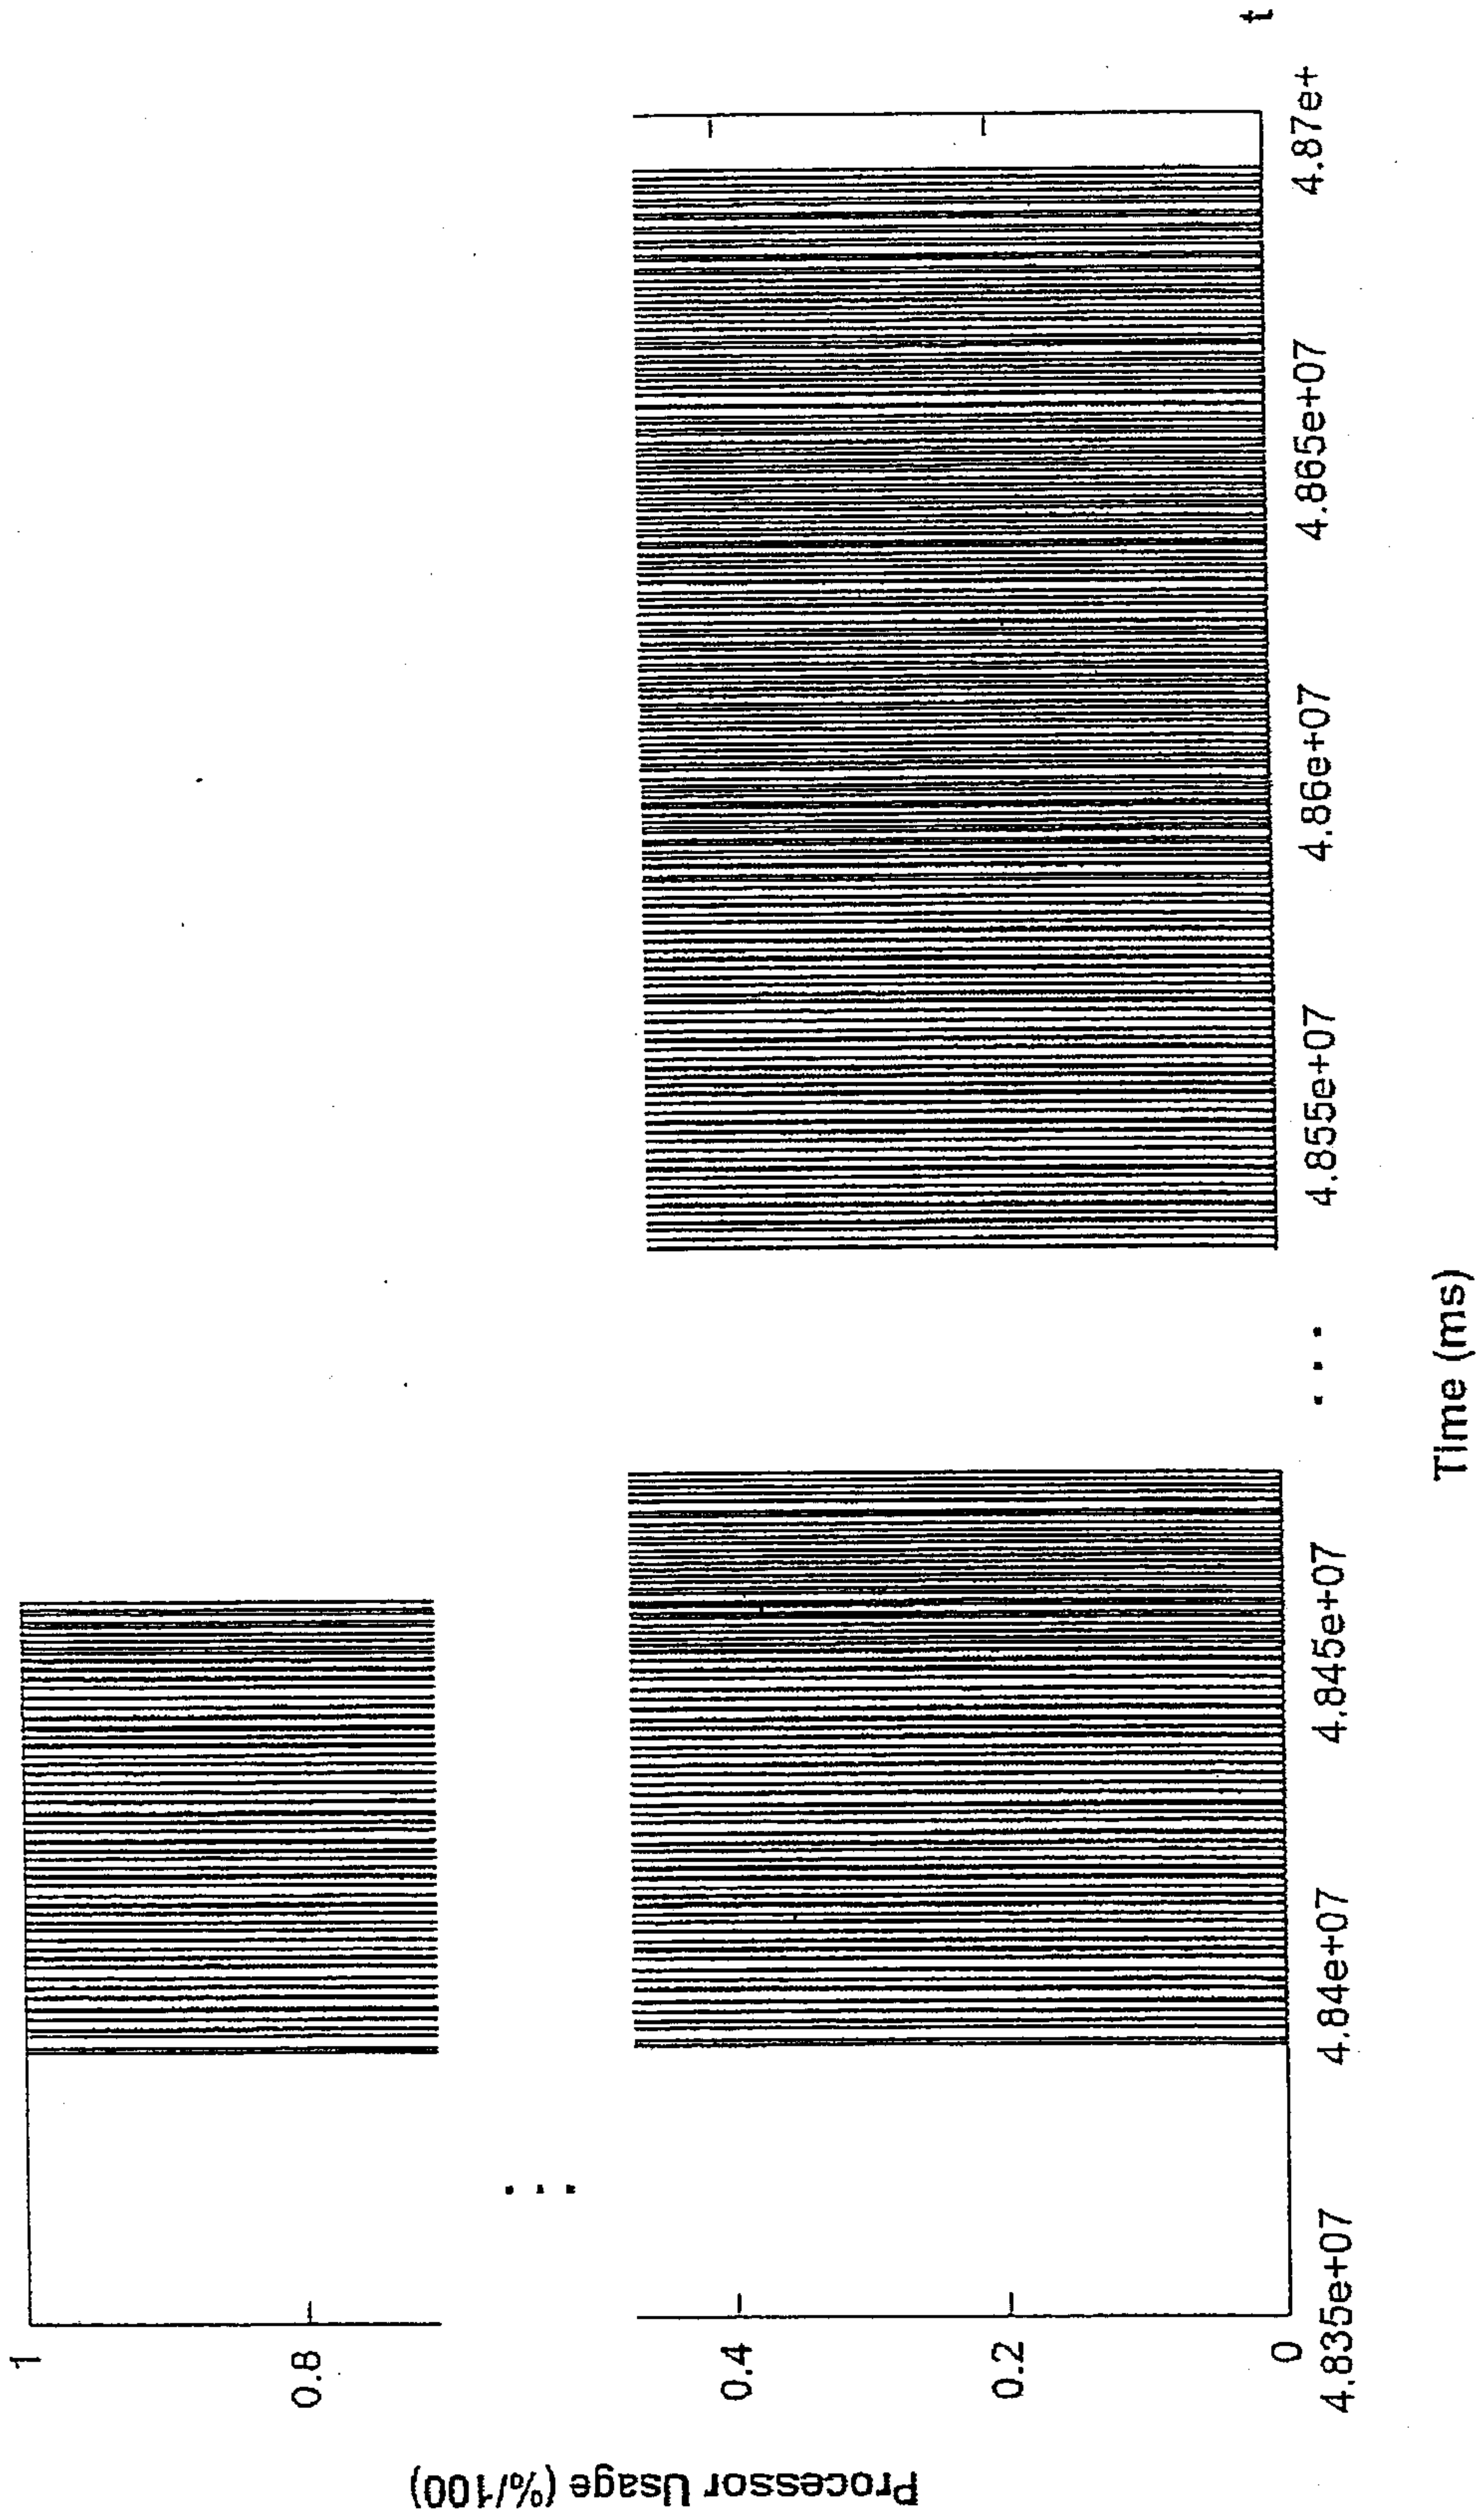 Processor Usage (%/100)
1
0.8
...
0.4
0.2
0
4.835e+07
4.84e+07
4.845e+07
...
4.855e+07
4.86e+07
4.865e+07
4.87e+
t
Time (ms)